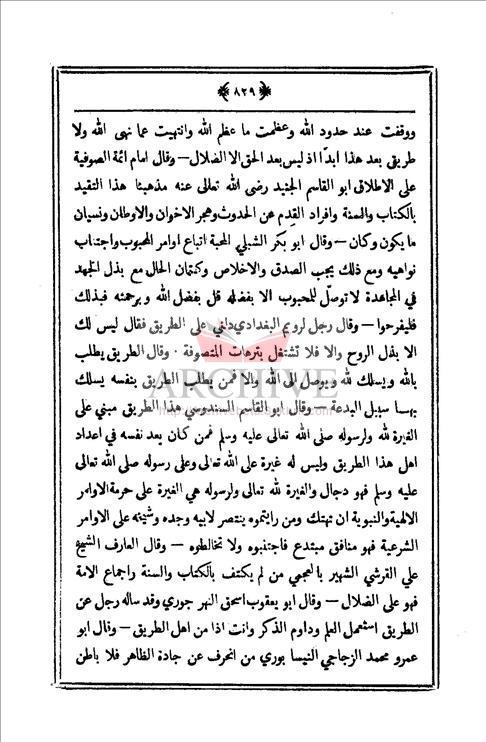 ﴿٨٢٩﴾
ووقفت عند حدود الله وعظمت ما عظم الله وانتهيت عما نهى الله ولا
طريق بعد هذا ابدًا اذ ليس بعد الحق الا الضلال — وقال امام ائمة الصوفية
على الاطلاق ابو القاسم الجنيد رضى الله تعالى عنه مذهبنا هذا التقيد
بالكتاب والسنة وافراد القِدم عن الحدوث وهجر الاخوان والاوطان ونسيان
ما يكون وكان — وقال ابو بكر الشبلي المحبة اتباع اوامر المحبوب واجتناب
نواهيه ومع ذلك يجب الصدق والاخلاص وكتمان الحال مع بذل الجهد
في المجاهدة لا توصّل للمحبوب الا بفضله قل بفضل الله وبرحمته فبذلك
فليفرحوا — وقال رجل لرويم البغدادي دلني على الطريق فقال ليس لك
الا بذل الروح والا فلا تشتغل بترهات المتصوفة . وقال الطريق يطلب
بالله ويسلك لله ويوصل الى الله والا فمن يطلب الطريق بنفسه يسلك
بها سبيل البدعة — وقال ابو القاسم السندوسي هذا الطريق مبني على
الغيرة لله ولرسوله صلى الله تعالى عليه وسلم فمن كان يعد نفسه في اعداد
اهل هذا الطريق وليس له غيرة على الله تعالى وعلى رسوله صلى الله تعالى
عليه وسلم فهو دجال والغيرة لله تعالى ولرسوله هي الغيرة على حرمة الاوامر
الالهية والنبوية ان تهتك ومن رايتموه ينتصر لابيه وجده وشيخه على الاوامر
الشرعية فهو منافق مبتدع فاجتنبوه ولا تخالطوه — وقال العارف الشيخ
علي القرشي الشهير بالعجمي من لم يكتف بالكتاب والسنة واجماع الامة
فهو على الضلال — وقال ابو يعقوب اسحق النهر جوري وقد ساله رجل عن
الطريق استعمل العلم وداوم الذكر وانت اذا من اهل الطريق — وقال ابو
عمرو محمد الزجاجي النيسا بوري من انحرف عن جادة الظاهر فلا باطن
ARCHIVE